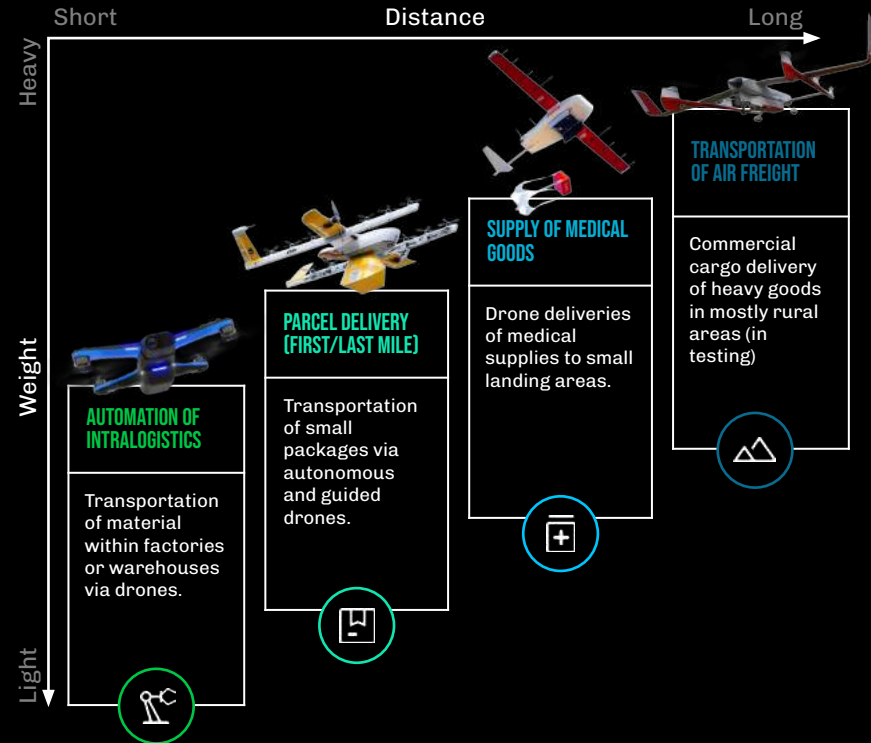 Short
Distance
Long
Heavy
Weight
Light
AUTOMATION OF
INTRALOGISTICS
Transportation
of material
within factories
or warehouses
via drones.
PARCEL DELIVERY
(FIRST/LAST MILE)
Transportation
of small
packages via
autonomous
and guided
drones.
SUPPLY OF MEDICAL
GOODS
Drone deliveries
of medical
supplies to small
landing areas.
TRANSPORTATION
OF AIR FREIGHT
Commercial
cargo delivery
of heavy goods
in mostly rural
areas (in
testing)